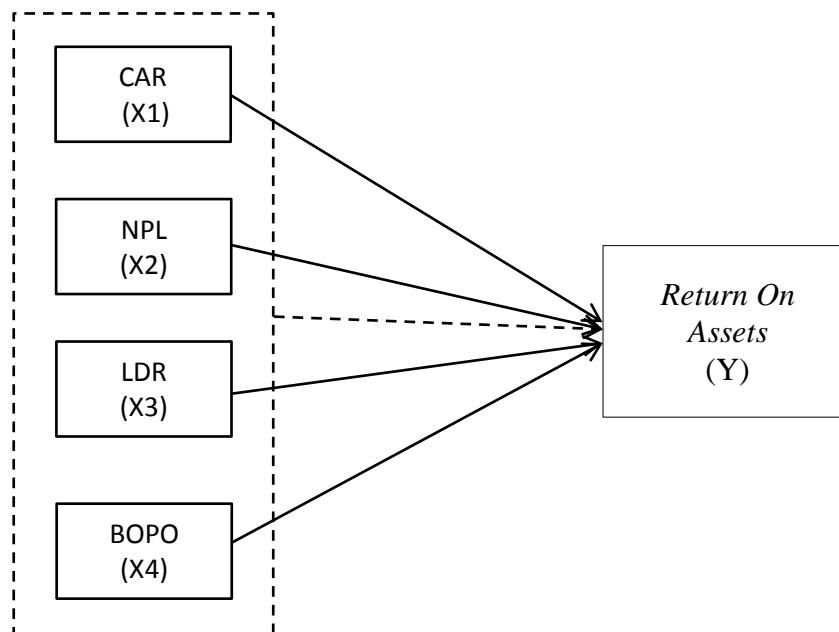 CAR
(X1)
NPL
(X2)
LDR
(X3)
BOPO
(X4)
Return On
Assets
(Y)